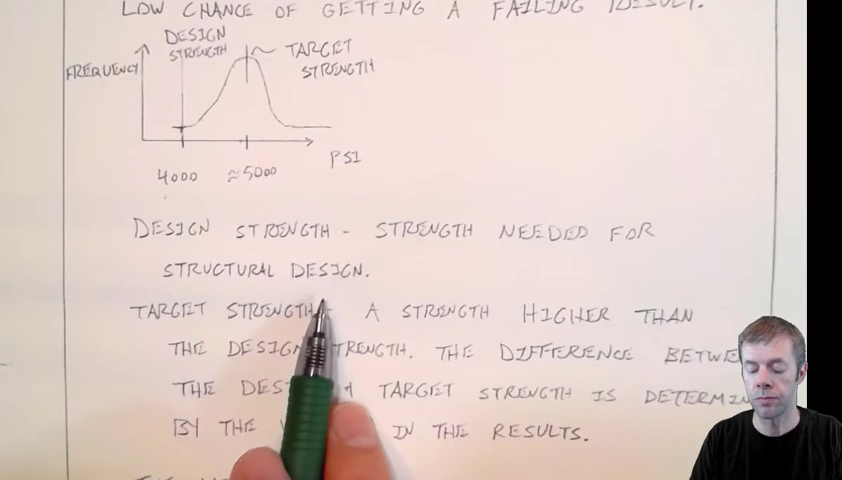 LOW CHANCE OF GETTING A FAILING RESULT.
DESIGN
STRENGTH
TARGET
STRENGTH
FREQUENCY
PSI
4000 ≈5000
DESIGN STRENGTH - STRENGTH NEEDED FOR
STRUCTURAL DESIGN.
TARGET STRENGTH - A STRENGTH HIGHER THAN
THE DESIGN STRENGTH. THE DIFFERENCE
THE TARGET STRENGTH IS
BY THE IN THE RESULTS.